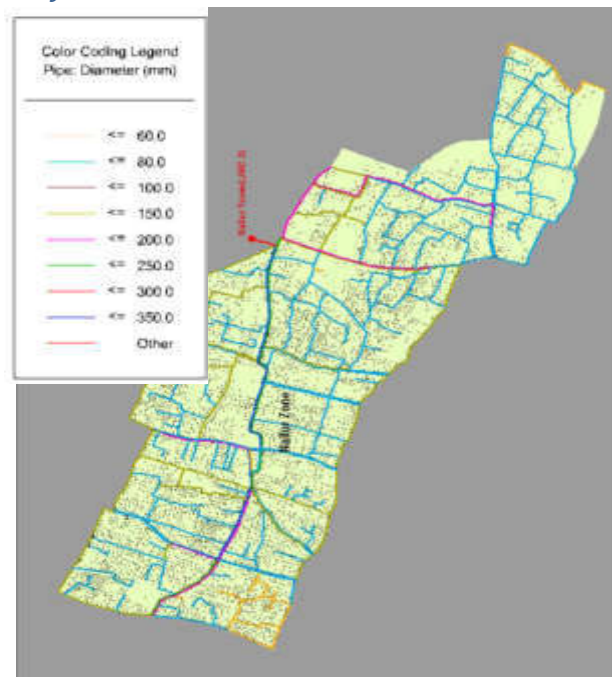 Color Coding Legend
Pipe: Diameter (mm)
<= 60.0
<= 80.0
<= 100.0
<= 150.0
<= 200.0
<= 250.0
<= 300.0
<= 350.0
Other
Nallur Zone